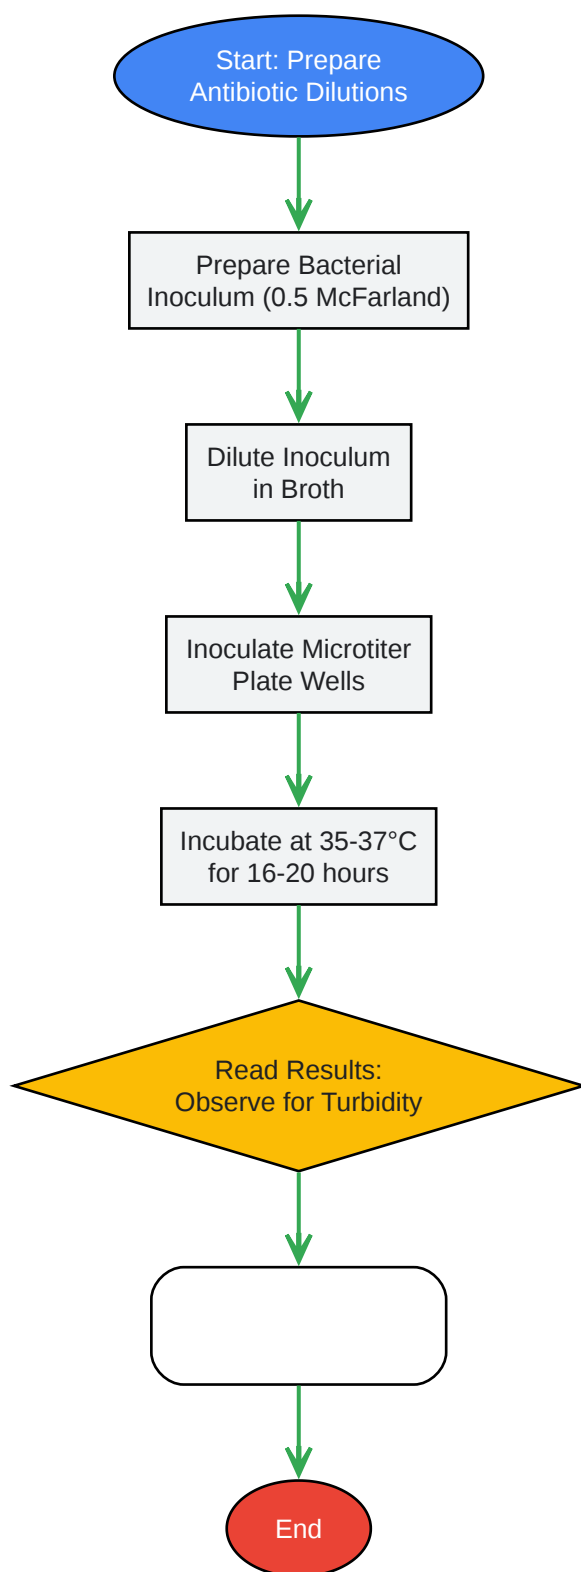 Start: Prepare
Antibiotic Dilutions
Prepare Bacterial
Inoculum (0.5 McFarland)
Dilute Inoculum
in Broth
Inoculate Microtiter
Plate Wells
Incubate at 35-37°C
for 16-20 hours
Read Results:
Observe for Turbidity
End